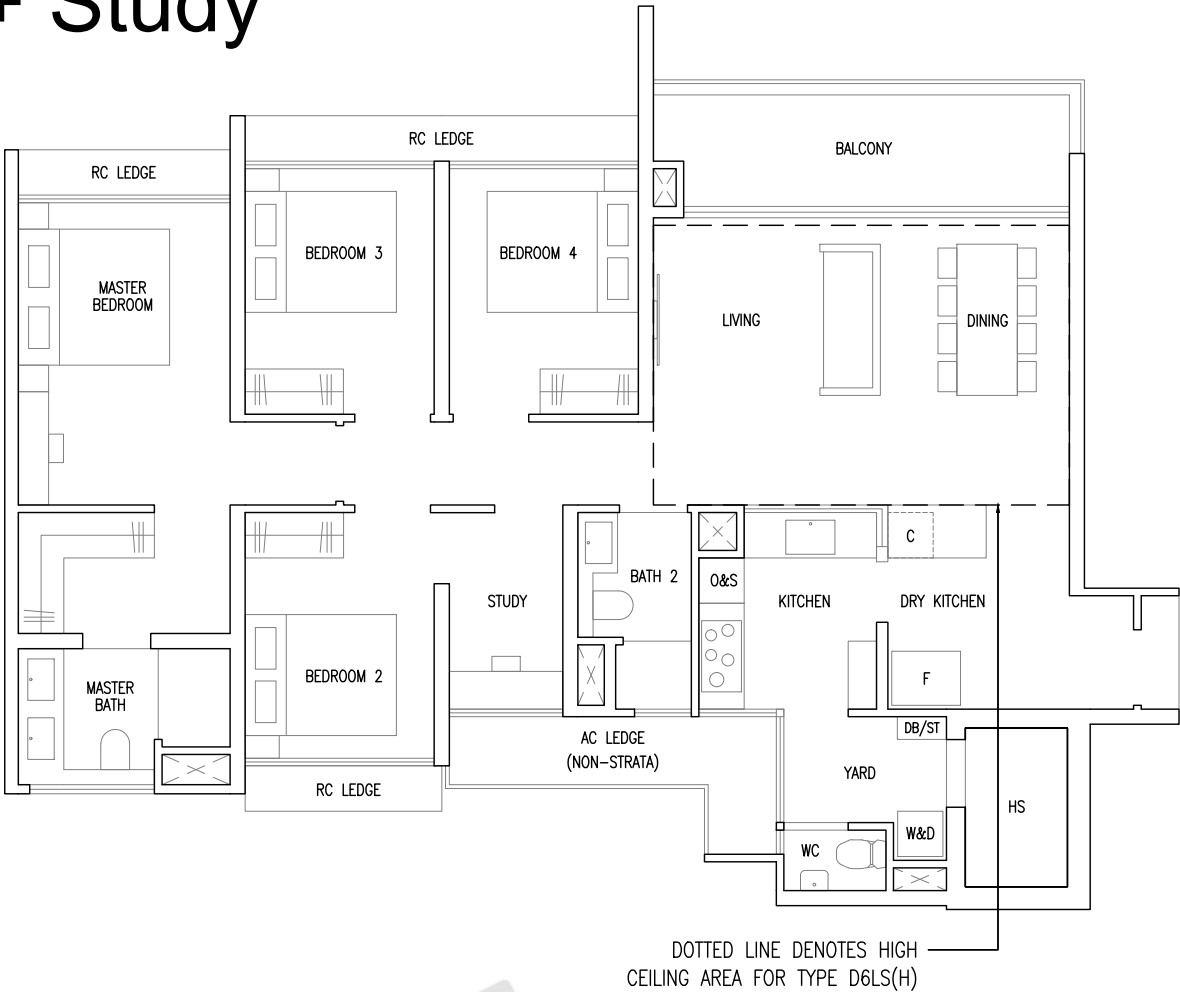 + Study
RC LEDGE
RC LEDGE
BALCONY
MASTER
BEDROOM
BEDROOM 3
BEDROOM 4
LIVING
DINING
BATH 2
STUDY
O&S
KITCHEN
C
DRY KITCHEN
F
MASTER
BATH
BEDROOM 2
RC LEDGE
AC LEDGE
(NON-STRATA)
DB/ST
YARD
HS
W&D
WC
DOTTED LINE DENOTES HIGH
CEILING AREA FOR TYPE D6LS(H)